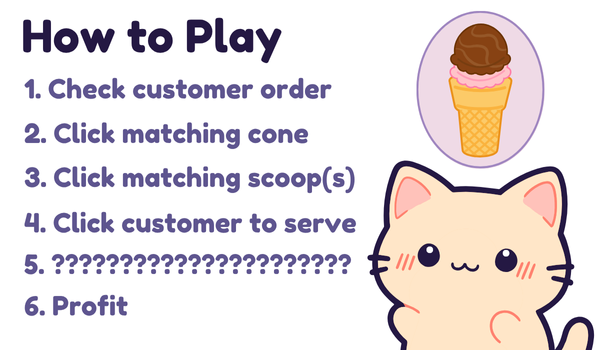 How to Play
1. Check customer order
2. Click matching cone
3. Click matching scoop(s)
4. Click customer to serve
5. ??????????????????????
6. Profit